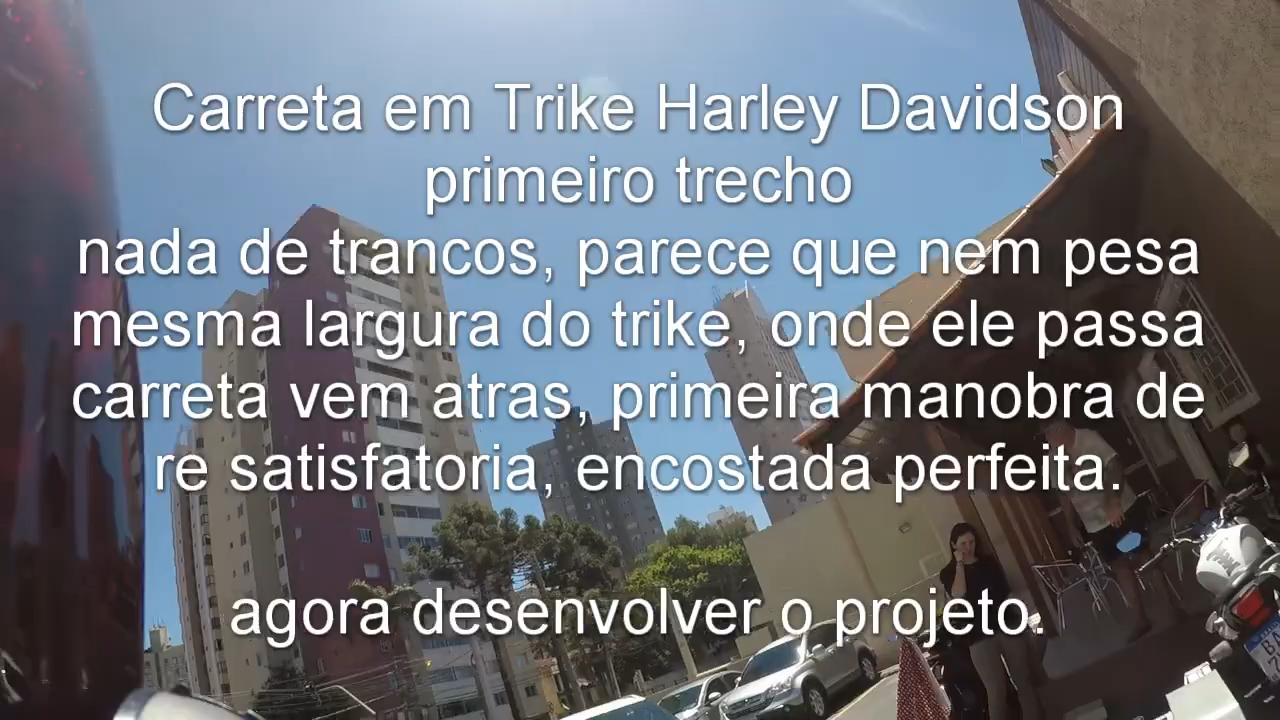 Carreta em Trike Harley Davidson
primeiro trecho
nada de trancos, parece que nem pesa
mesma largura do trike, onde ele passa
carreta vem atras, primeira manobra de
re satisfatoria, encostada perfeita.
agora desenvolver o projeto.